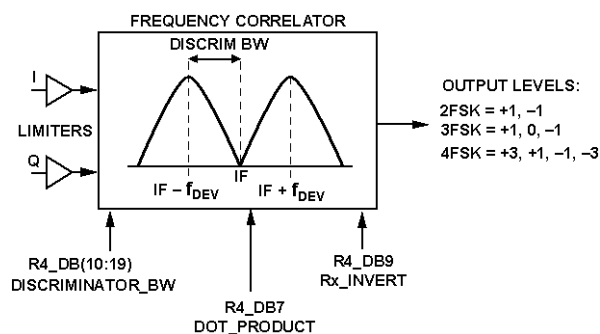 FREQUENCY CORRELATOR
DISCRIM BW
I
LIMITERS
Q
IF
IF − fDEV
IF + fDEV
OUTPUT LEVELS:
2FSK = +1, −1
3FSK = +1, 0, −1
4FSK = +3, +1, −1, −3
R4_DB(10:19)
DISCRIMINATOR_BW
R4_DB7
DOT_PRODUCT
R4_DB9
Rx_INVERT